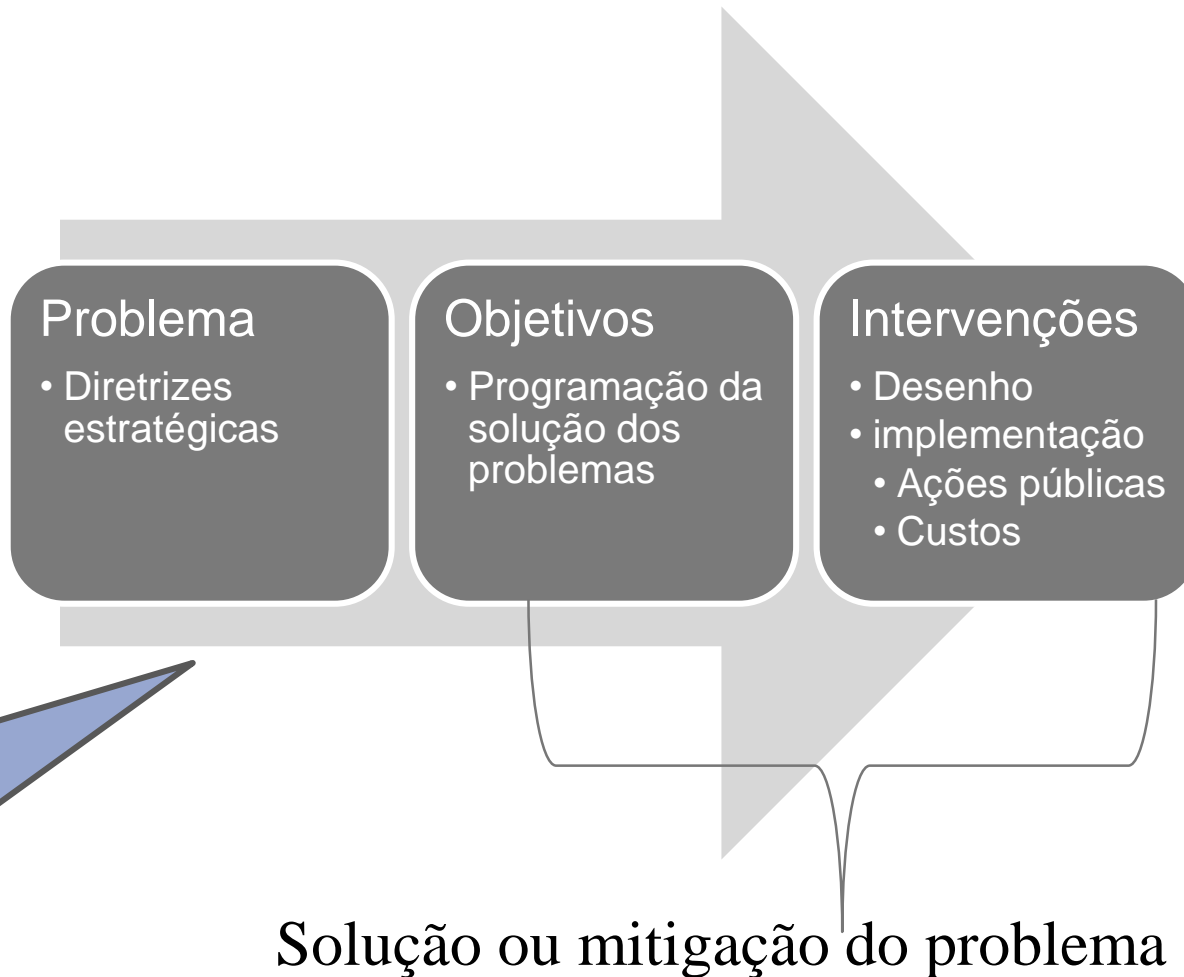 Problema
• Diretrizes
estratégicas
Objetivos
• Programação da
solução dos
problemas
Intervenções
• Desenho
• implementação
• Ações públicas
• Custos
Solução ou mitigação do problema